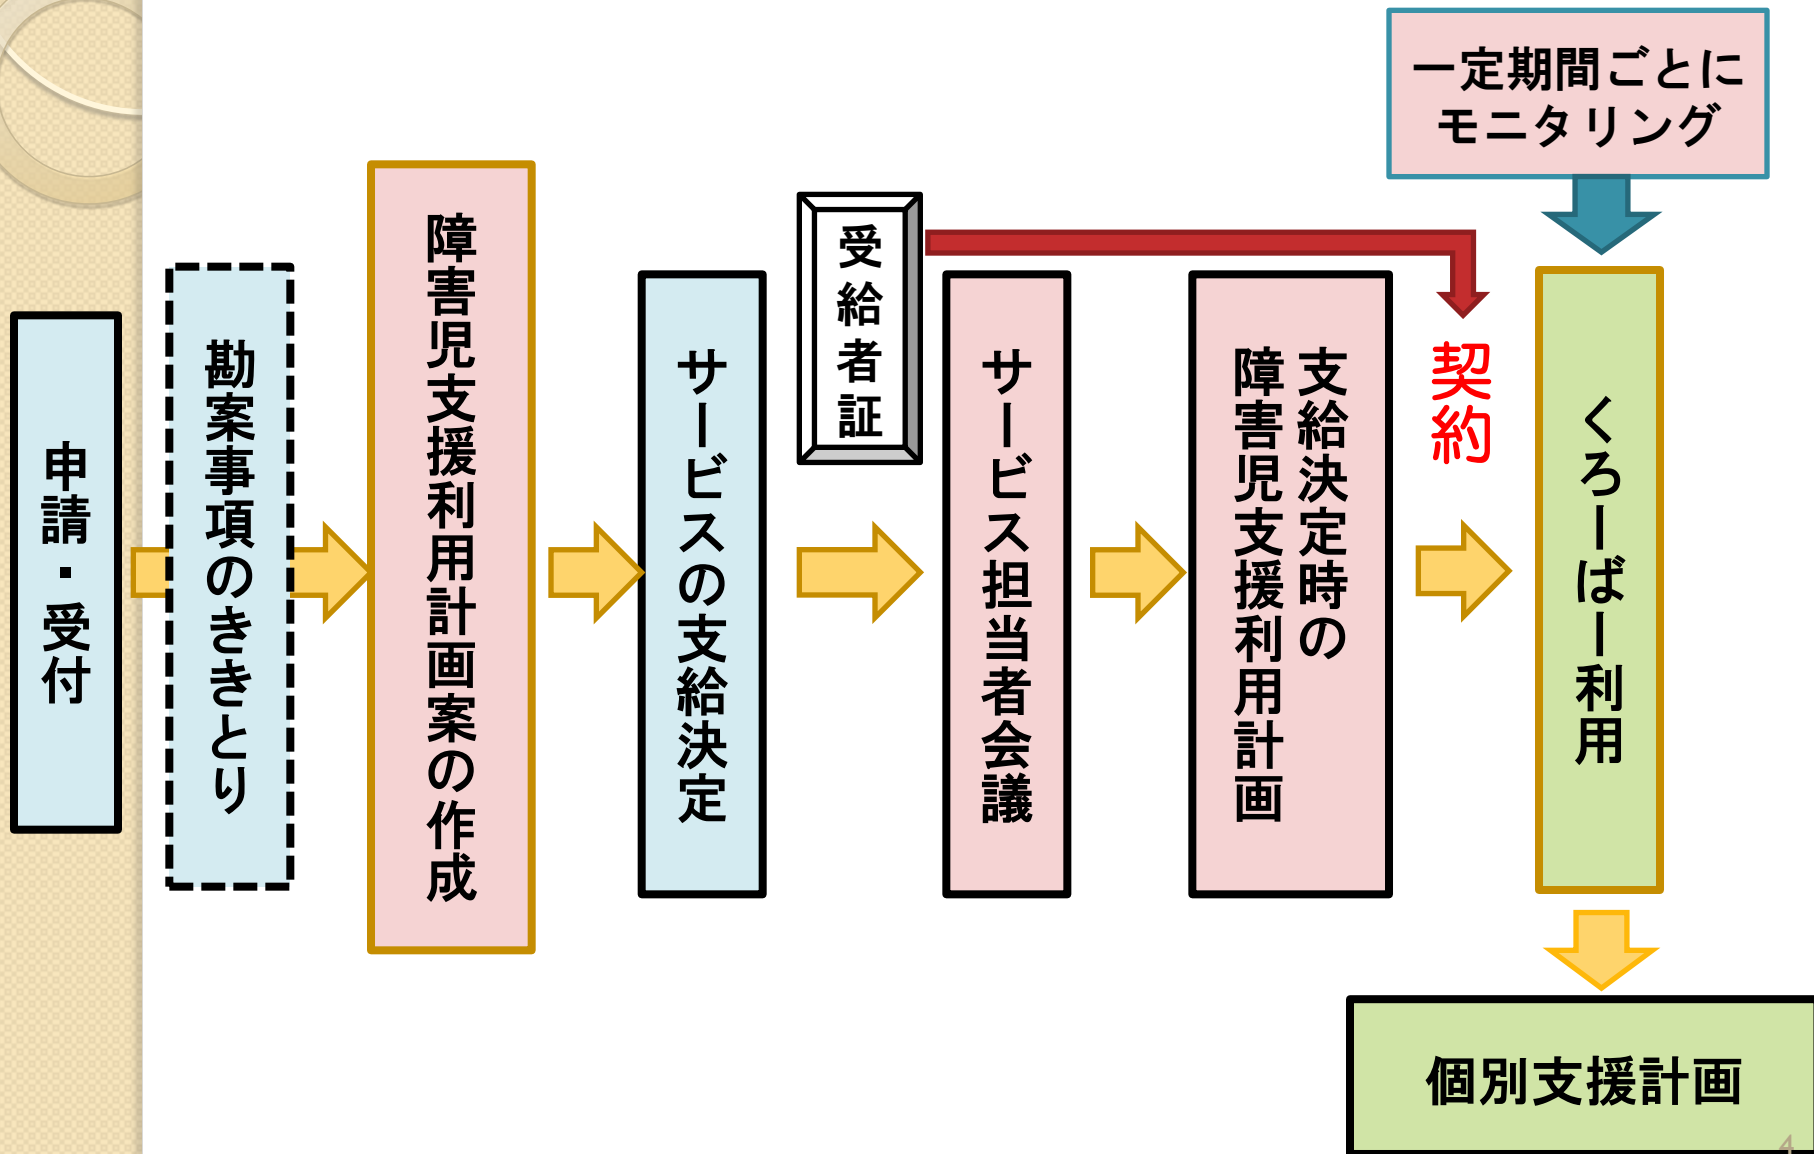 一定期間ごとに
モニタリング
申請・受付
勘案事項のききとり
障害児支援利用計画案の作成
サービスの支給決定
受給者証
サービス担当者会議
支給決定時の
障害児支援利用計画
契約
くろーばー利用
個別支援計画
4